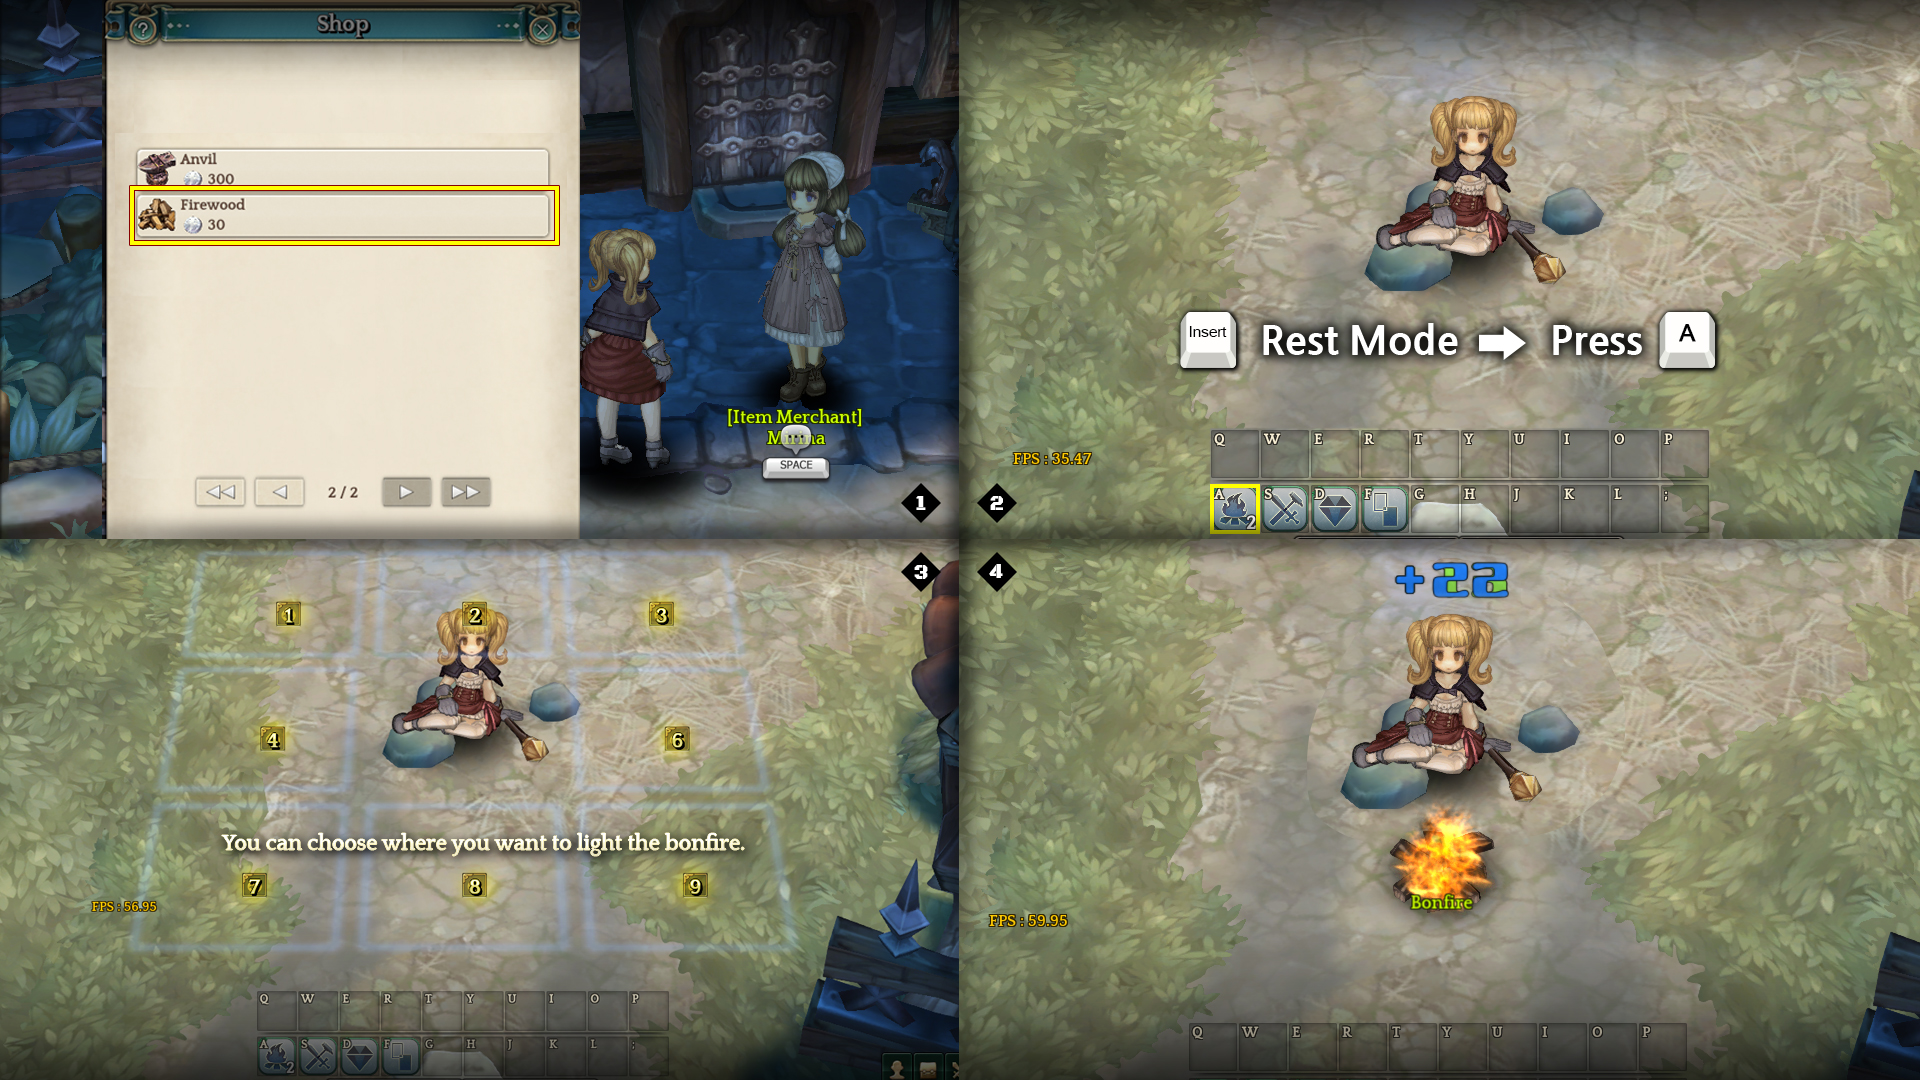 ?
Shop
Anvil
300
Firewood
30
2 / 2
[Item Merchant]
SPACE
1
Insert
Rest Mode
Press
A
FPS : 35.47
Q W E R T Y U I O P
A S D F G H J K L ;
2
2
3
1 2 3
4 6
You can choose where you want to light the bonfire.
7 8 9
FPS : 56.95
Q W E R T Y U I O P
A S D F G H J K L ;
2
4
+22
Bonfire
FPS : 59.95
Q W E R T Y U I O P